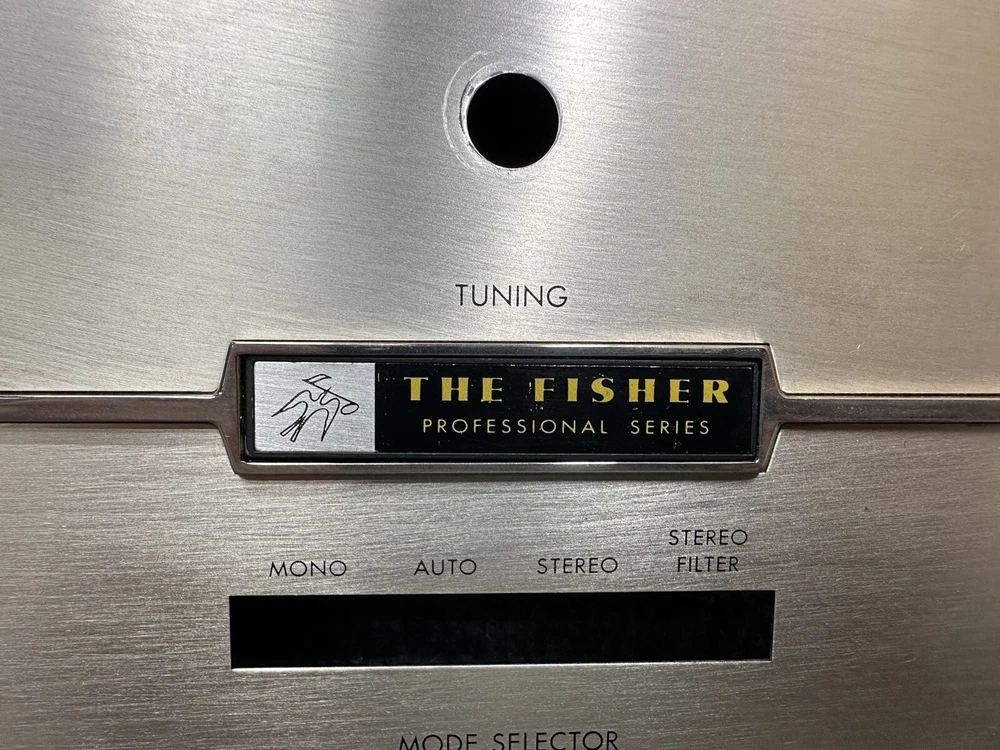 TUNING
THE FISHER
PROFESSIONAL SERIES
MONO AUTO STEREO STEREO FILTER
MODE SELECTOR